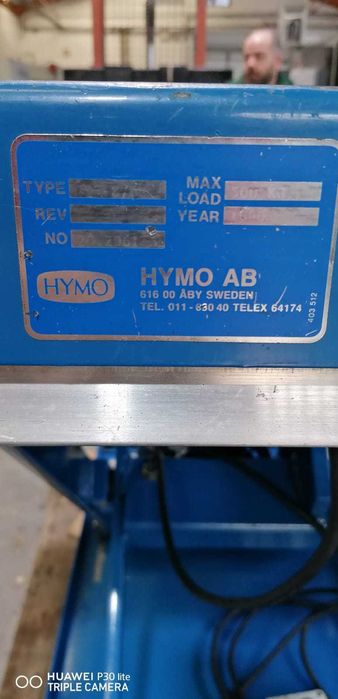 TYPE
MAX
LOAD
REV
YEAR
NO
HYMO
HYMO AB
616 00 ÅBY SWEDEN
TEL. 011 - 630 40 TELEX 64174
403 512
HUAWEI P30 lite
TRIPLE CAMERA